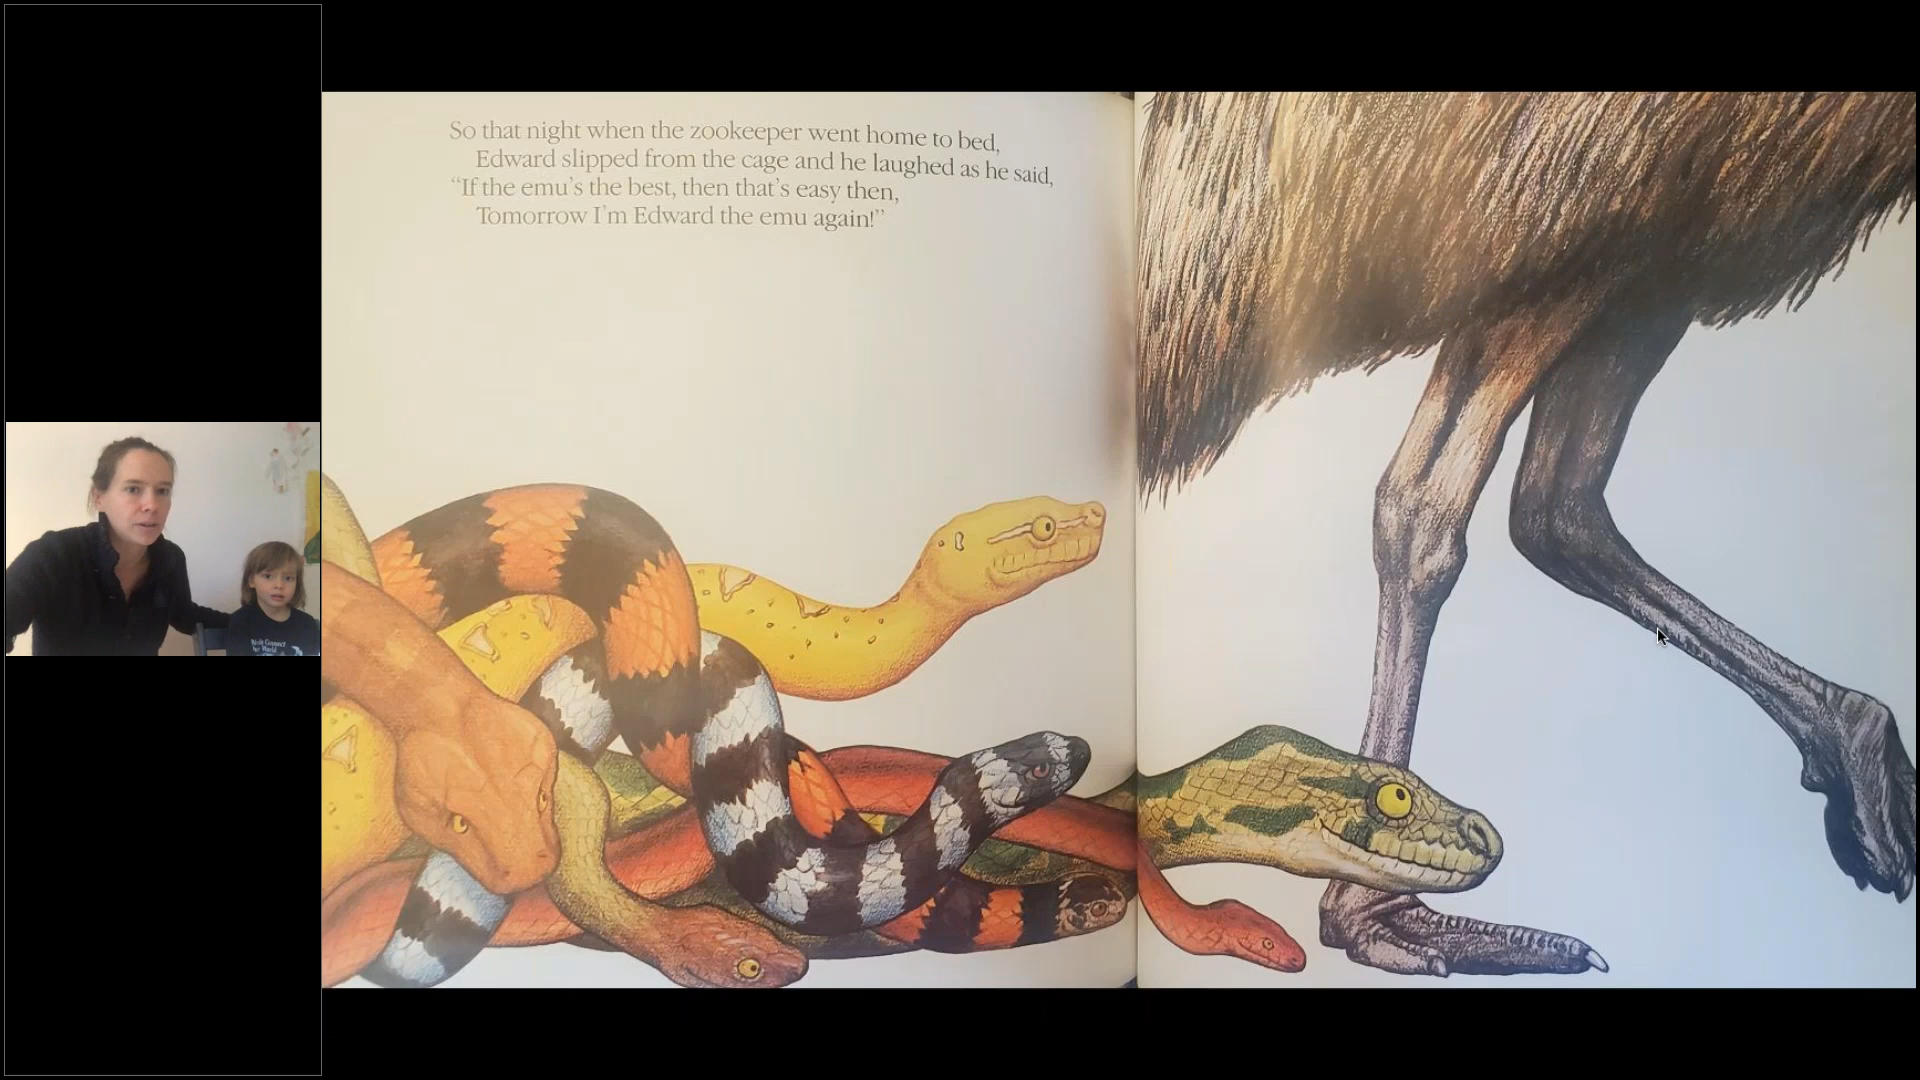 So that night when the zookeeper went home to bed,
Edward slipped from the cage and he laughed as he said,
“If the emu’s the best, then that’s easy then,
Tomorrow I’m Edward the emu again!”